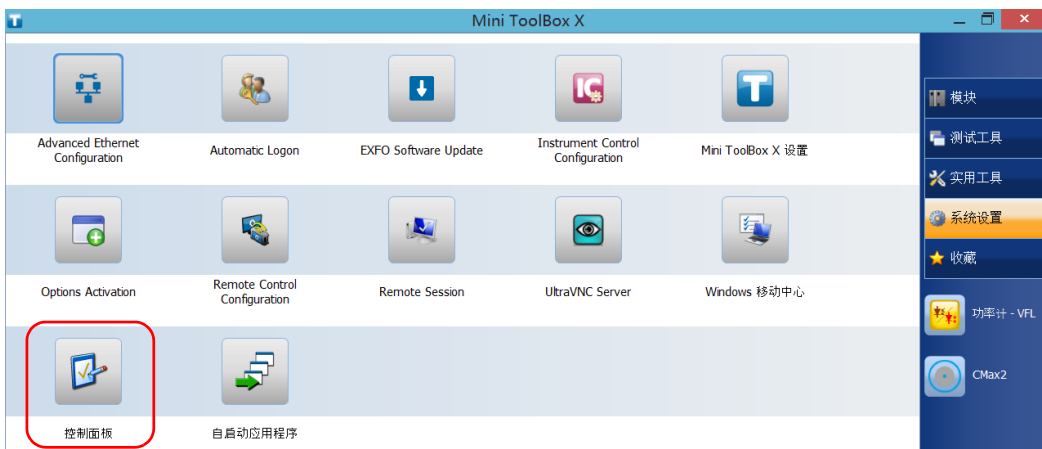 Mini ToolBox X
Advanced Ethernet
Configuration
Automatic Logon
EXFO Software Update
Instrument Control
Configuration
Mini ToolBox X 设置
Options Activation
Remote Control
Configuration
Remote Session
UltraVNC Server
Windows 移动中心
控制面板
自启动应用程序
模块
测试工具
实用工具
系统设置
收藏
功率计 - VFL
CMax2